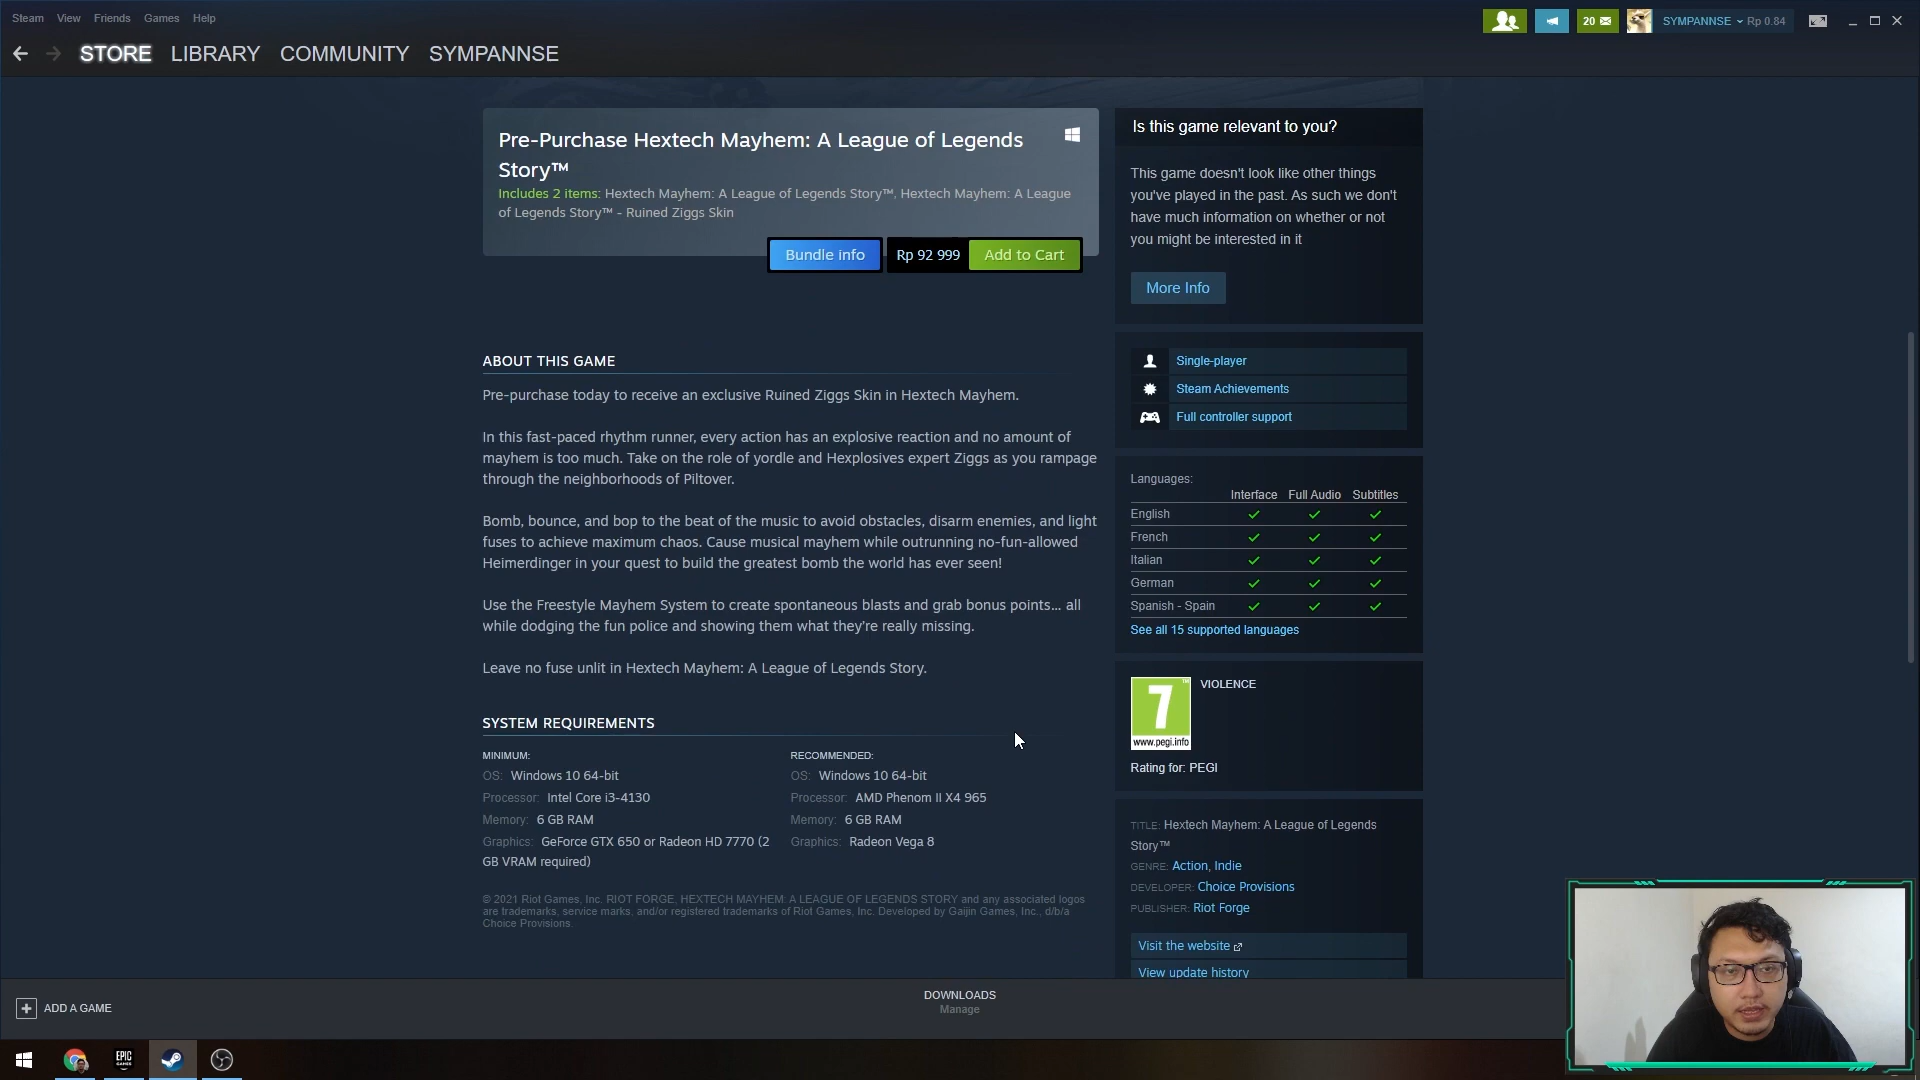 Steam View Friends Games Help
20
SYMPANNSE Rp 0.84
STORE LIBRARY COMMUNITY SYMPANNSE
Pre-Purchase Hextech Mayhem: A League of Legends
Story™
Includes 2 items: Hextech Mayhem: A League of Legends Story™, Hextech Mayhem: A League
of Legends Story™ - Ruined Ziggs Skin
Bundle info
Rp 92 999
Add to Cart
ABOUT THIS GAME
Pre-purchase today to receive an exclusive Ruined Ziggs Skin in Hextech Mayhem.
In this fast-paced rhythm runner, every action has an explosive reaction and no amount of
mayhem is too much. Take on the role of yordle and Hexplosives expert Ziggs as you rampage
through the neighborhoods of Piltover.
Bomb, bounce, and bop to the beat of the music to avoid obstacles, disarm enemies, and light
fuses to achieve maximum chaos. Cause musical mayhem while outrunning no-fun-allowed
Heimerdinger in your quest to build the greatest bomb the world has ever seen!
Use the Freestyle Mayhem System to create spontaneous blasts and grab bonus points... all
while dodging the fun police and showing them what they're really missing.
Leave no fuse unlit in Hextech Mayhem: A League of Legends Story.
SYSTEM REQUIREMENTS
MINIMUM:
OS: Windows 10 64-bit
Processor: Intel Core i3-4130
Memory: 6 GB RAM
Graphics: GeForce GTX 650 or Radeon HD 7770 (2
GB VRAM required)
RECOMMENDED:
OS: Windows 10 64-bit
Processor: AMD Phenom II X4 965
Memory: 6 GB RAM
Graphics: Radeon Vega 8
© 2021 Riot Games, Inc. RIOT FORGE, HEXTECH MAYHEM: A LEAGUE OF LEGENDS STORY and any associated logos
are trademarks, service marks, and/or registered trademarks of Riot Games, Inc. Developed by Gaijin Games, Inc., d/b/a
Choice Provisions.
Is this game relevant to you?
This game doesn't look like other things
you've played in the past. As such we don't
have much information on whether or not
you might be interested in it
More Info
Single-player
Steam Achievements
Full controller support
Languages:
Interface Full Audio Subtitles
English
French
Italian
German
Spanish - Spain
See all 15 supported languages
7
www.pegi.info
VIOLENCE
Rating for: PEGI
TITLE: Hextech Mayhem: A League of Legends
Story™
GENRE: Action, Indie
DEVELOPER: Choice Provisions
PUBLISHER: Riot Forge
Visit the website
View update history
ADD A GAME
DOWNLOADS
Manage
EPIC
GAMES